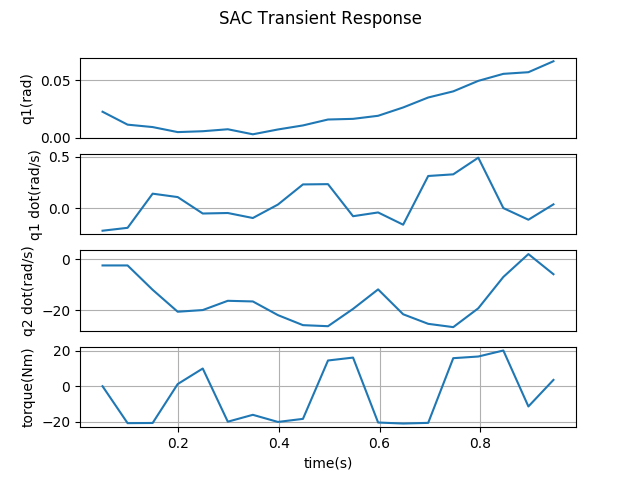 SAC Transient Response
q1(rad)
0.05
0.00
q1 dot(rad/s)
0.5
0.0
q2 dot(rad/s)
0
−20
torque(Nm)
20
0
−20
0.2 0.4 0.6 0.8
time(s)